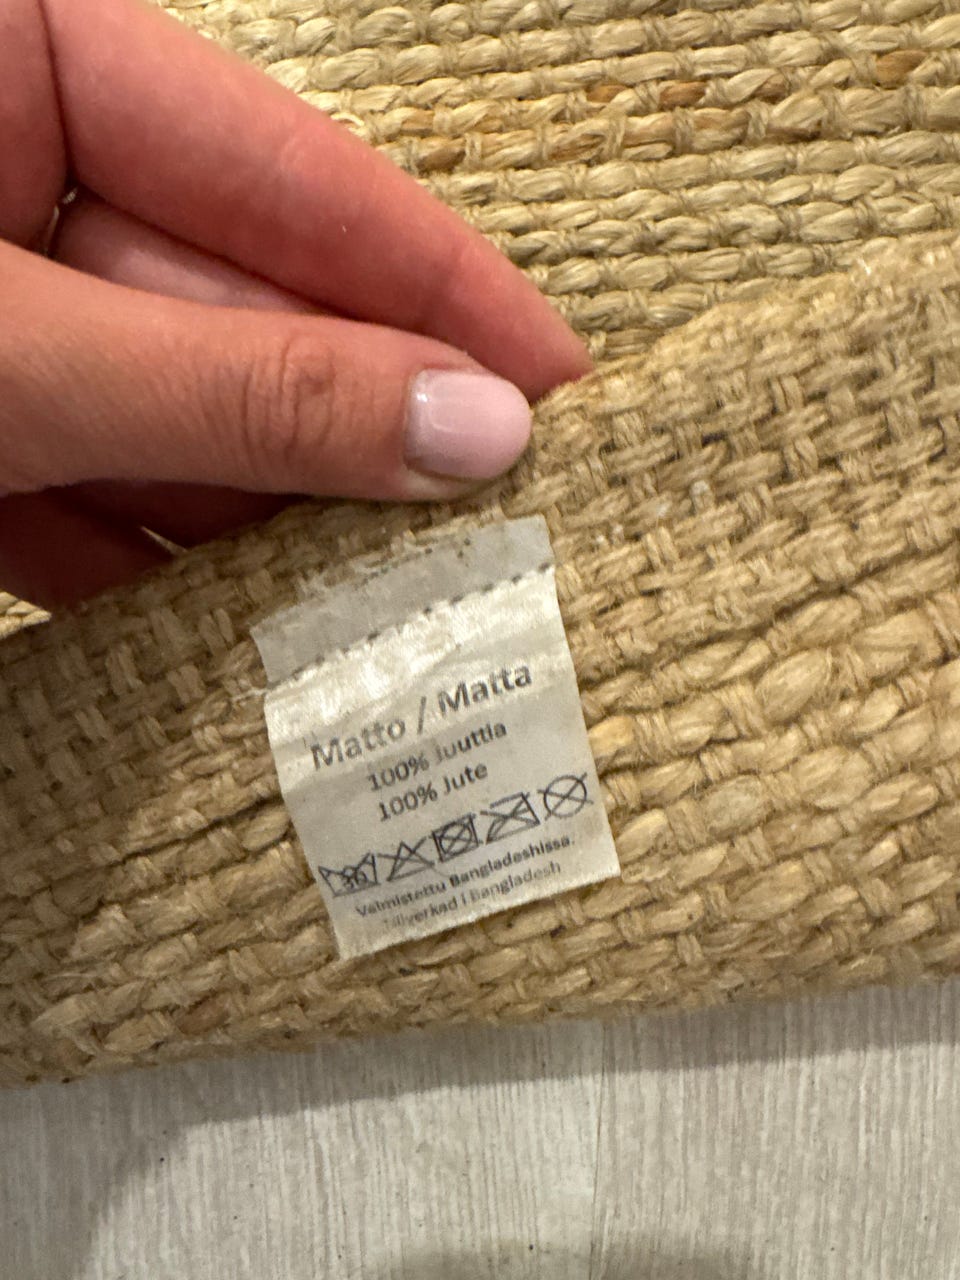 Matto / Matta
100% Juuttia
100% Jute
Valmistettu Bangladeshissa.
Tillverkad i Bangladesh